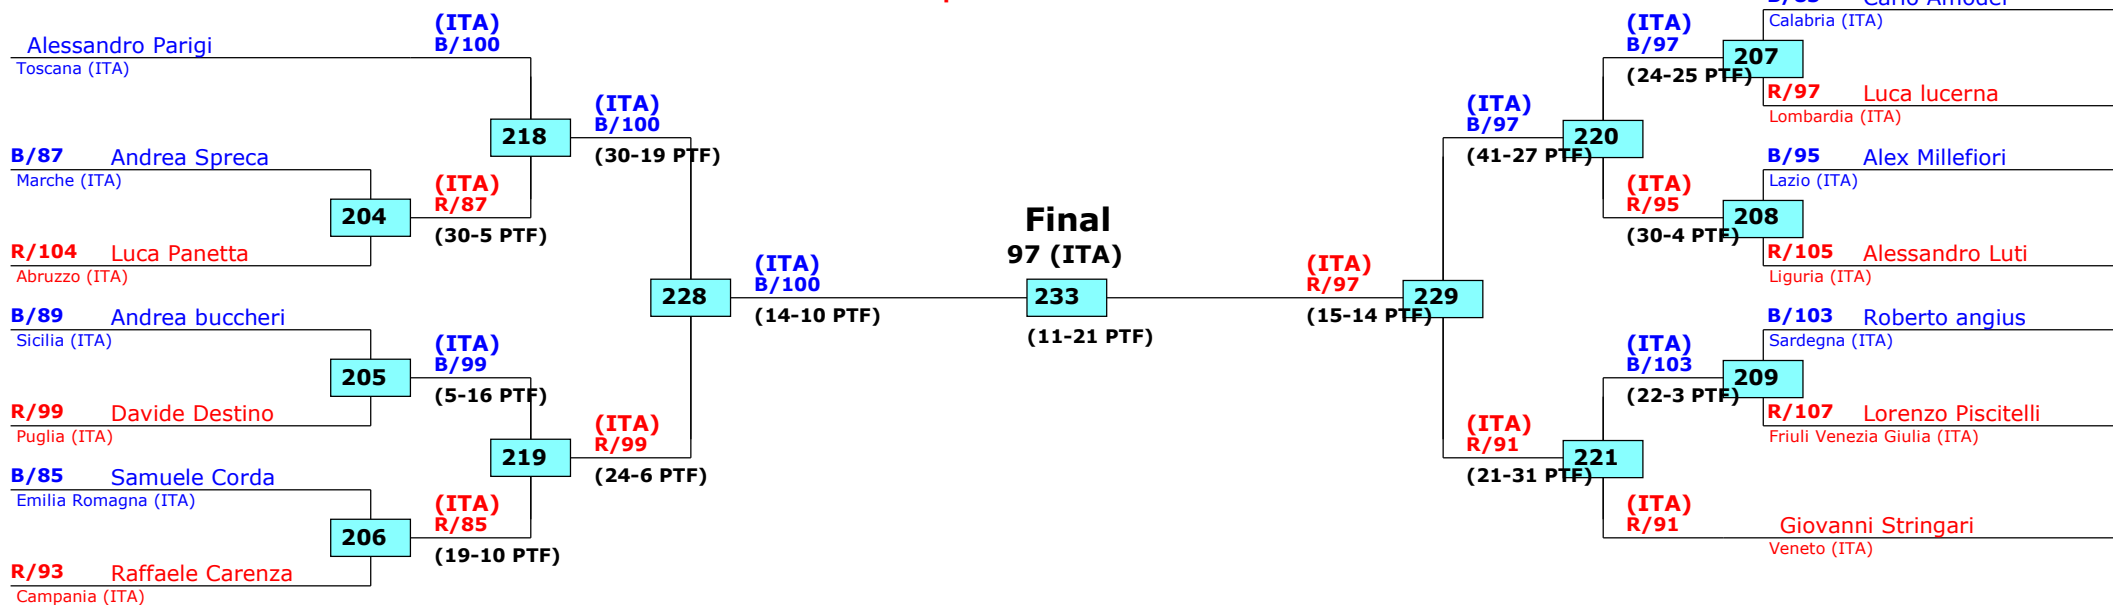 Alessandro Parigi
Toscana (ITA)
(ITA)
B/100
B/87 Andrea Spreca
Marche (ITA)
204
R/104 Luca Panetta
Abruzzo (ITA)
(ITA)
R/87
(30-5 PTF)
218
(ITA)
B/100
(30-19 PTF)
B/89 Andrea buccheri
Sicilia (ITA)
205
R/99 Davide Destino
Puglia (ITA)
(ITA)
B/99
(5-16 PTF)
B/85 Samuele Corda
Emilia Romagna (ITA)
206
R/93 Raffaele Carenza
Campania (ITA)
(ITA)
R/85
(19-10 PTF)
219
(ITA)
R/99
(24-6 PTF)
228
(ITA)
B/100
(14-10 PTF)
Final
97 (ITA)
233
(11-21 PTF)
(ITA)
R/97
(15-14 PTF)
229
(ITA)
B/97
(41-27 PTF)
220
(ITA)
B/97
(24-25 PTF)
207
Calabria (ITA)
R/97 Luca lucerna
Lombardia (ITA)
B/95 Alex Millefiori
Lazio (ITA)
(ITA)
R/95
(30-4 PTF)
208
R/105 Alessandro Luti
Liguria (ITA)
B/103 Roberto angius
Sardegna (ITA)
(ITA)
B/103
(22-3 PTF)
209
R/107 Lorenzo Piscitelli
Friuli Venezia Giulia (ITA)
(ITA)
R/91
(21-31 PTF)
221
(ITA)
R/91
Giovanni Stringari
Veneto (ITA)